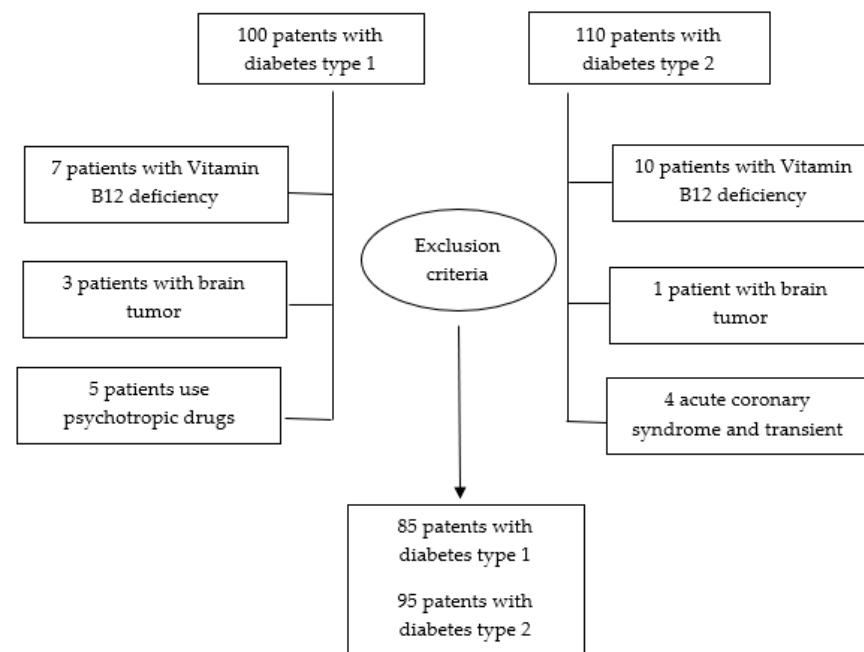 100 patents with
diabetes type 1
110 patents with
diabetes type 2
7 patients with Vitamin
B12 deficiency
10 patients with Vitamin
B12 deficiency
Exclusion
criteria
3 patients with brain
tumor
1 patient with brain
tumor
5 patients use
psychotropic drugs
4 acute coronary
syndrome and transient
85 patents with
diabetes type 1
95 patents with
diabetes type 2